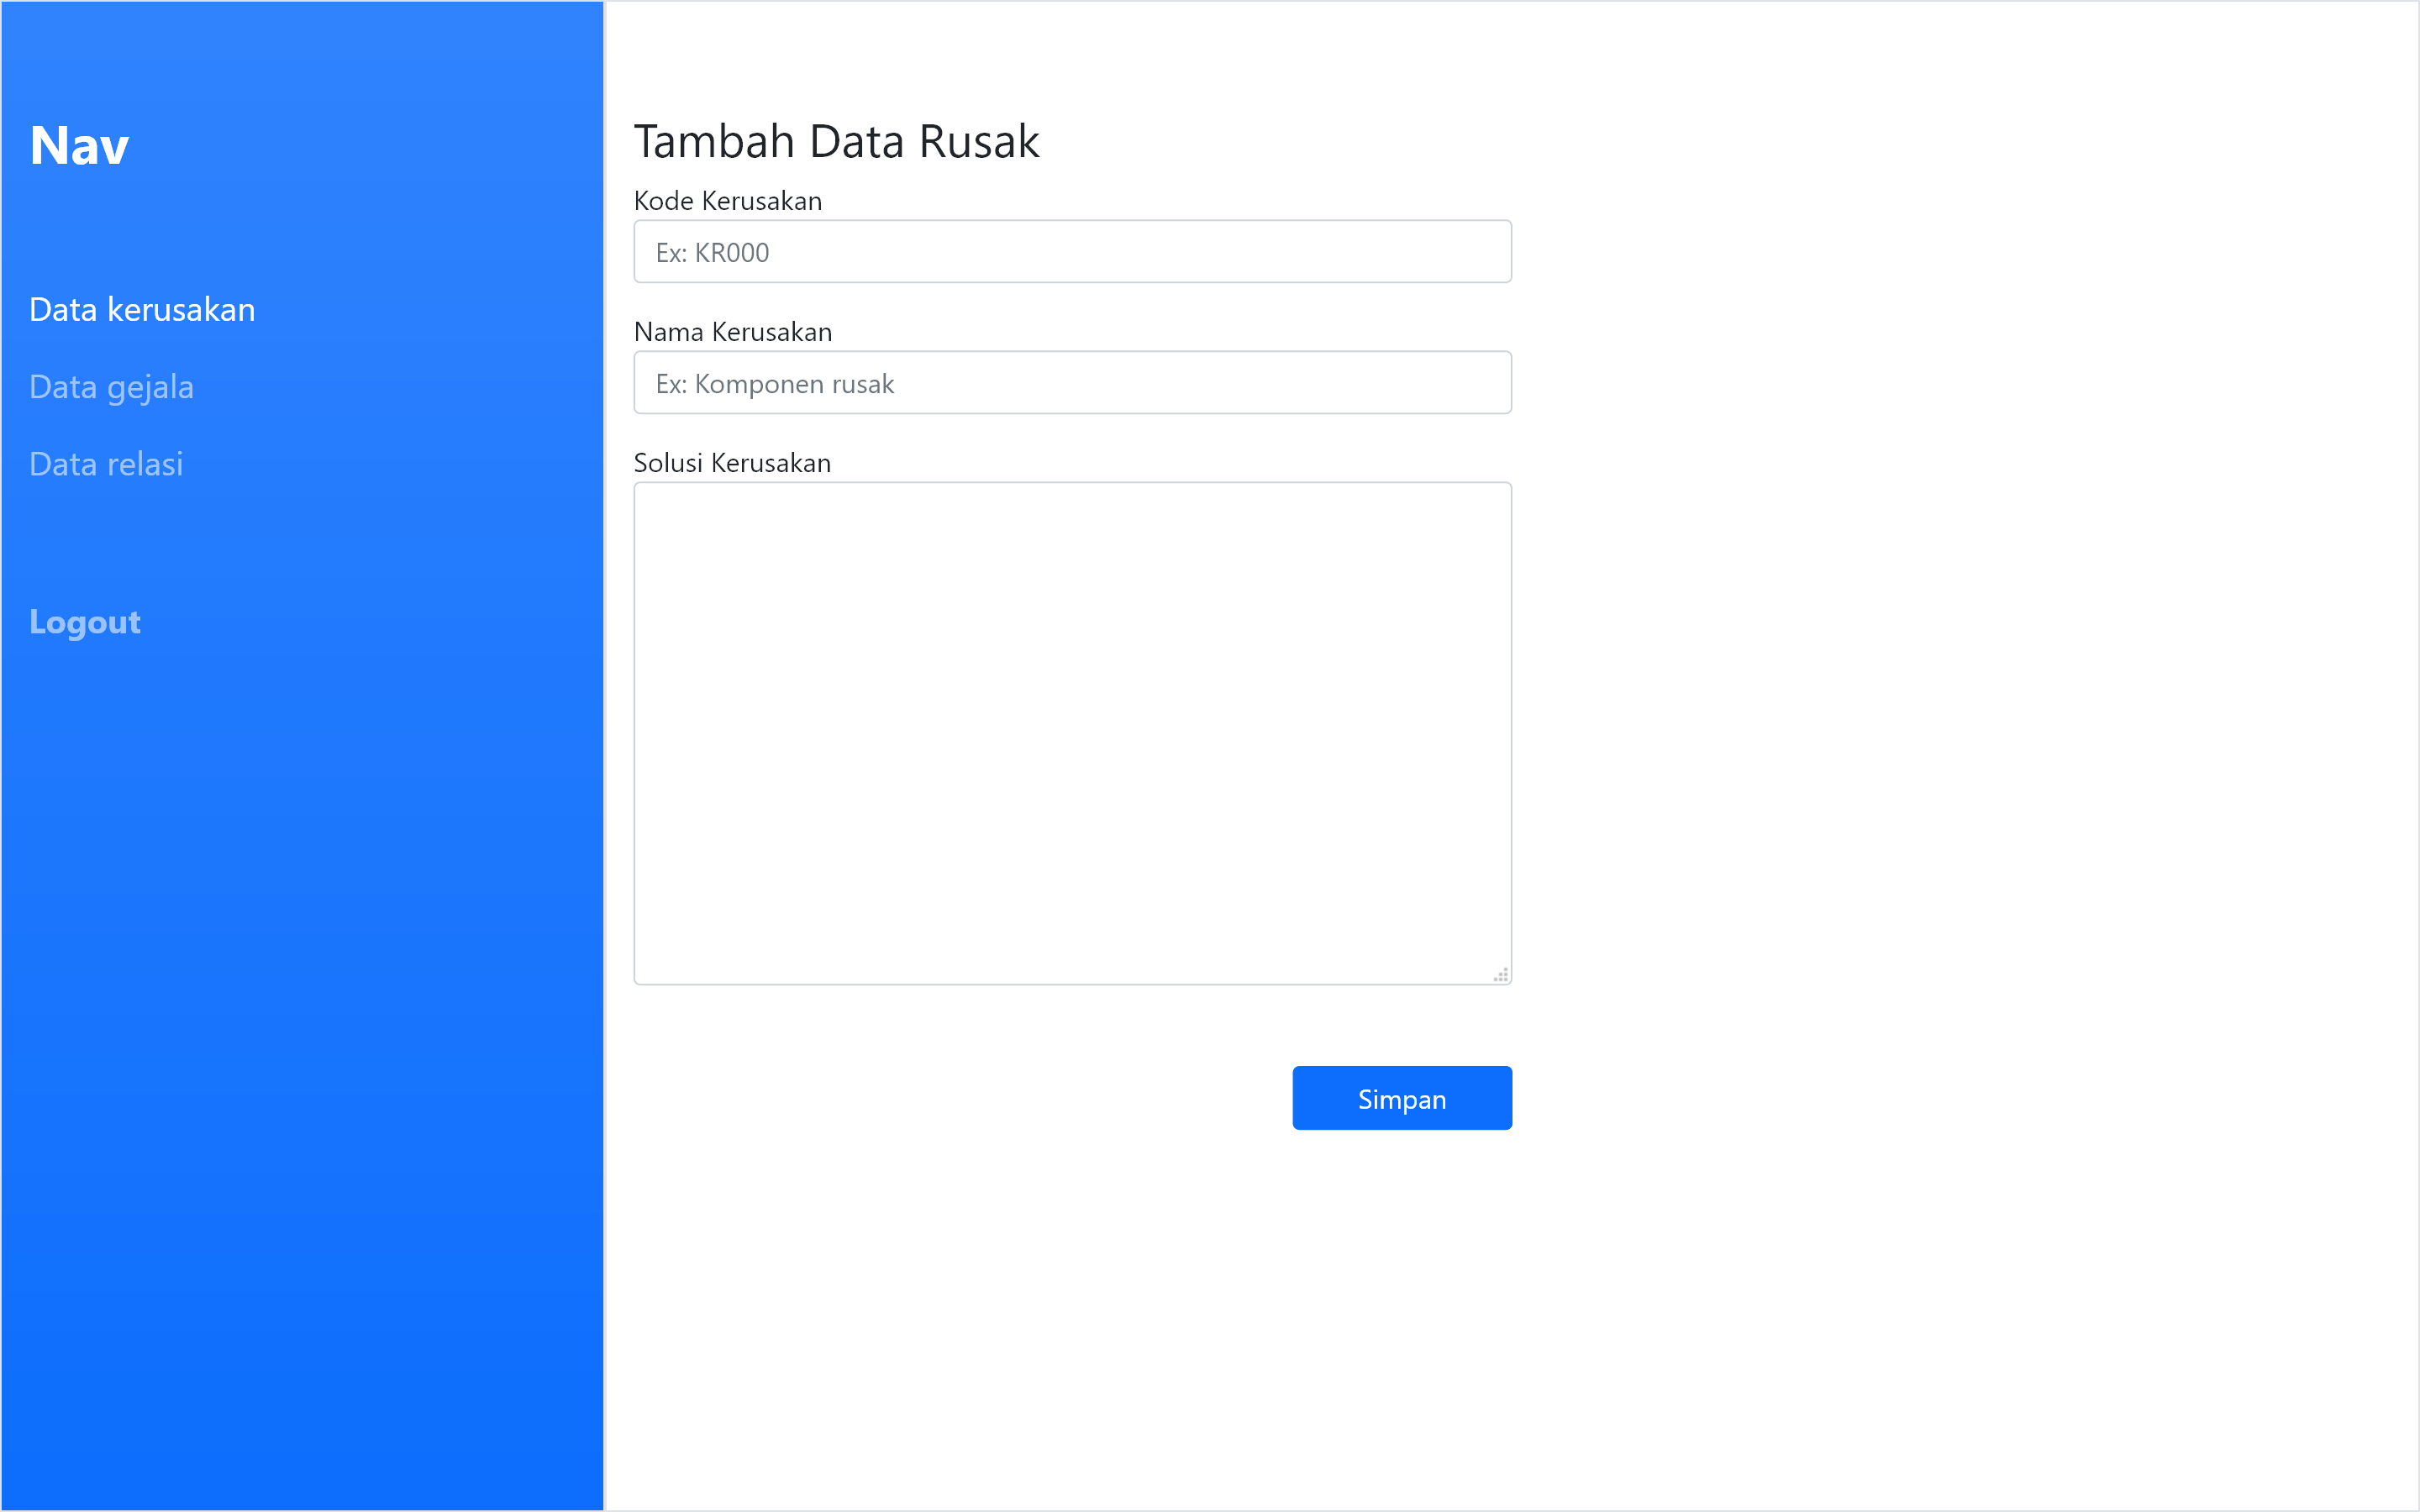 Nav
Data kerusakan
Data gejala
Data relasi
Logout
Tambah Data Rusak
Kode Kerusakan
Ex: KR000
Nama Kerusakan
Ex: Komponen rusak
Solusi Kerusakan
Simpan